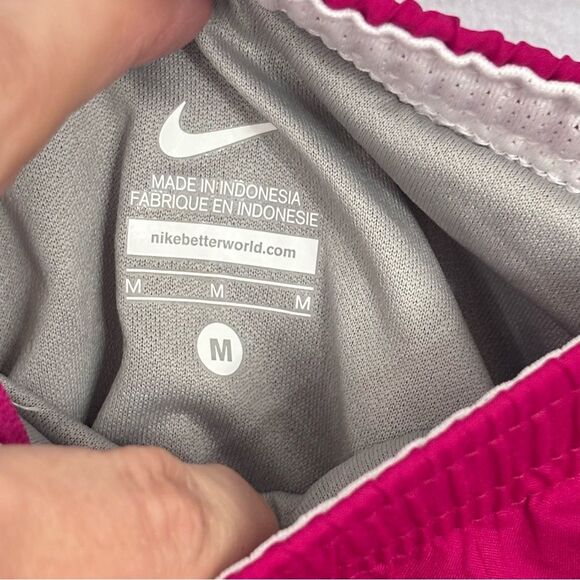 MADE IN INDONESIA
FABRIQUE EN INDONESIE
nikebetterworld.com
M M M
M